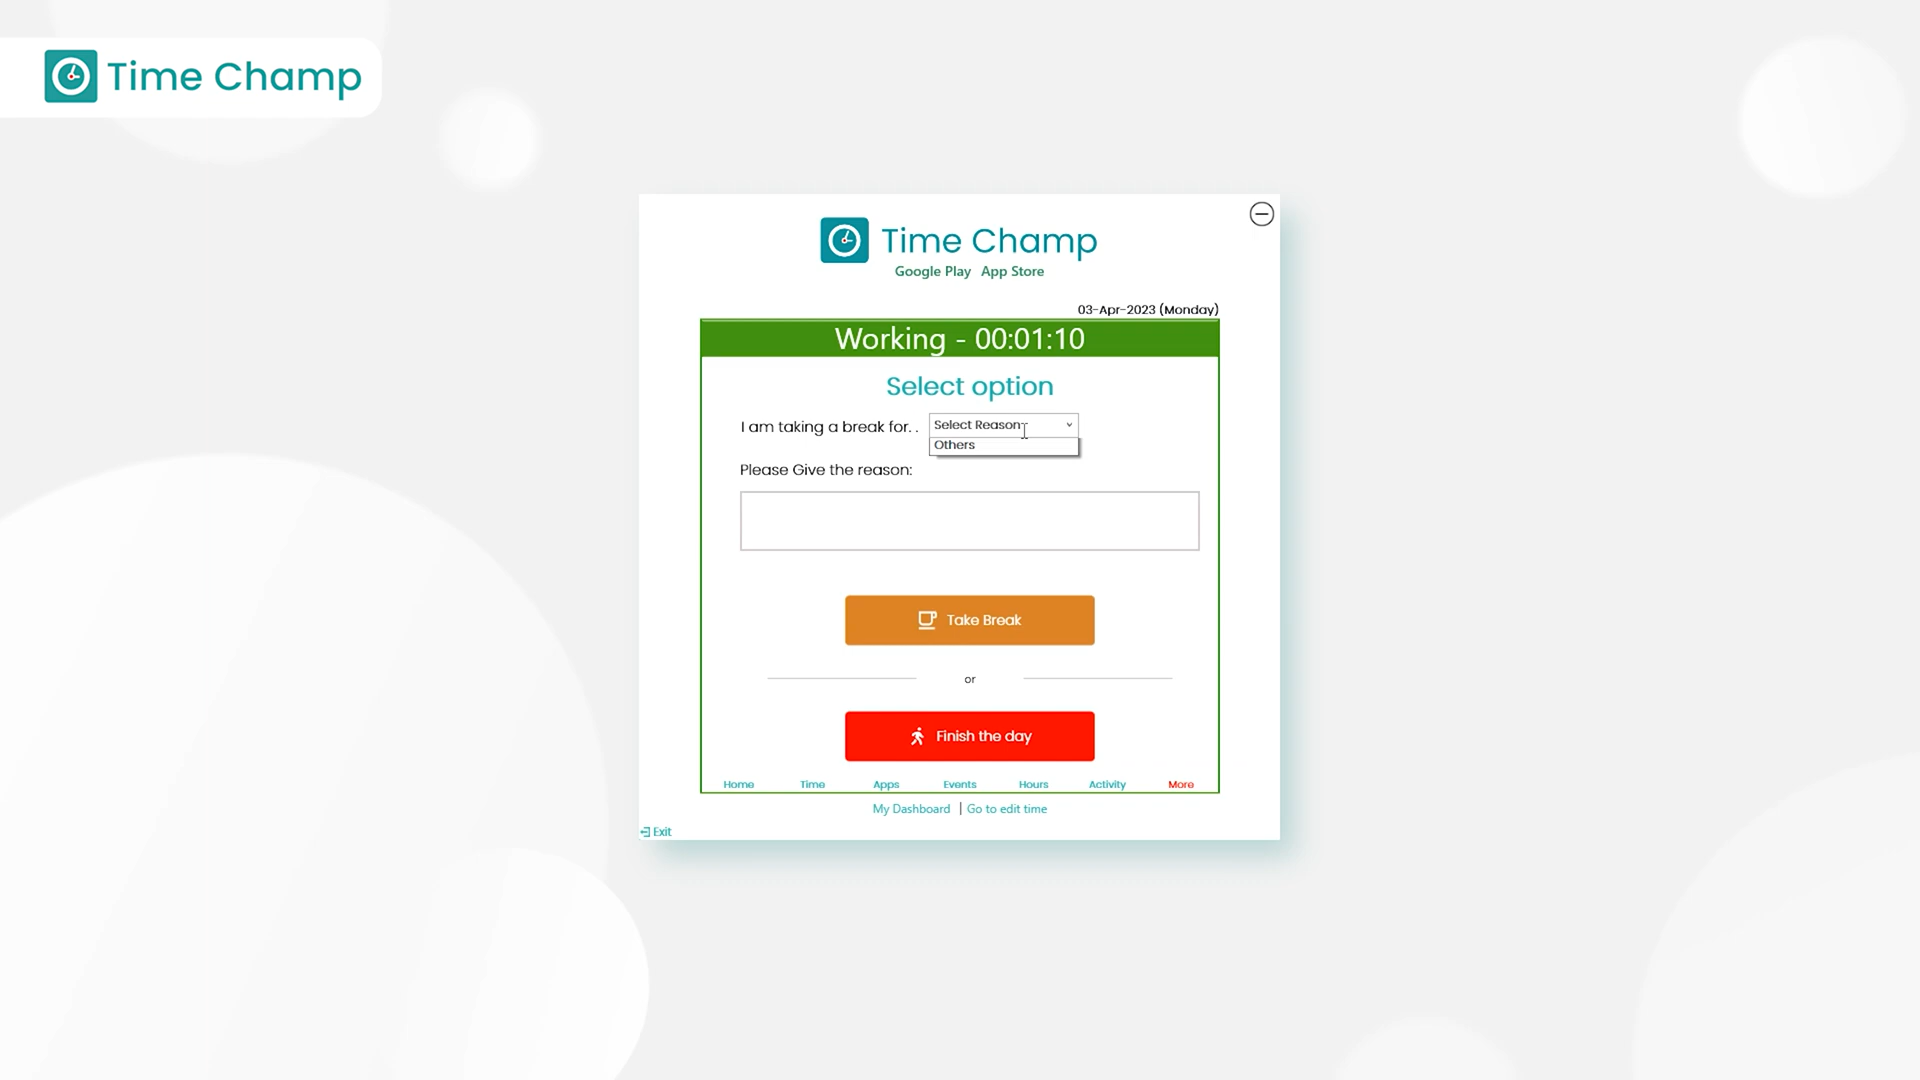 Time Champ
Time Champ
Google Play App Store
03-Apr-2023 (Monday)
Working - 00:01:10
Select option
I am taking a break for. . Select Reason
Others
Please Give the reason:
Take Break
or
Finish the day
Home Time Apps Events Hours Activity More
My Dashboard | Go to edit time
Exit